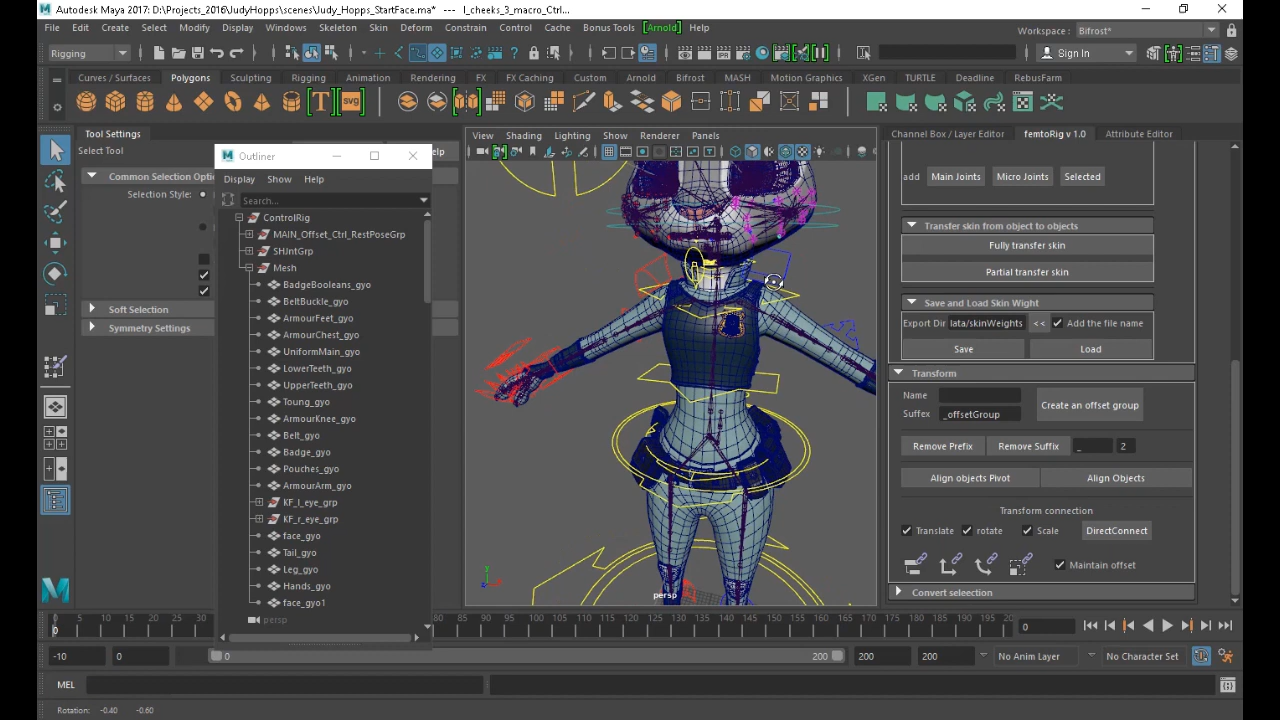 Autodesk Maya 2017: D:\Projects_2016\JudyHopps\scenes\Judy_Hopps_StartFace.ma* --- l_cheeks_3_macro_Ctrl...
File Edit Create Select Modify Display Windows Skeleton Skin Deform Constrain Control Cache Bonus Tools [Arnold] Help
Workspace : Bifrost*
Rigging
Sign In
Curves / Surfaces Polygons Sculpting Rigging Animation Rendering FX FX Caching Custom Arnold Bifrost MASH Motion Graphics XGen TURTLE Deadline RebusFarm
T SVG
Tool Settings
Select Tool
elp
Common Selection Optio
Selection Style:
Soft Selection
Symmetry Settings
Outliner
Display Show Help
Search...
ControlRig
MAIN_Offset_Ctrl_RestPoseGrp
SHJntGrp
Mesh
BadgeBooleans_gyo
BeltBuckle_gyo
ArmourFeet_gyo
ArmourChest_gyo
UniformMain_gyo
LowerTeeth_gyo
UpperTeeth_gyo
Toung_gyo
ArmourKnee_gyo
Belt_gyo
Badge_gyo
Pouches_gyo
ArmourArm_gyo
KF_l_eye_grp
KF_r_eye_grp
face_gyo
Tail_gyo
Leg_gyo
Hands_gyo
face_gyo1
persp
View Shading Lighting Show Renderer Panels
persp
Channel Box / Layer Editor femtoRig v 1.0 Attribute Editor
add Main Joints Micro Joints Selected
Transfer skin from object to objects
Fully transfer skin
Partial transfer skin
Save and Load Skin Wight
Export Dir lata/skinWeights << Add the file name
Save Load
Transform
Name
Suffix _offsetGroup
Create an offset group
Remove Prefix Remove Suffix _ 2
Align objects Pivot Align Objects
Transform connection
Translate rotate Scale DirectConnect
Maintain offset
Convert selection
0 5 10 15 20 25 30 80 85 90 95 100 105 110 115 120 125 130 135 140 145 150 155 160 165 170 175 180 185 190 195 20
0 0
-10 0 0 200 200 200 No Anim Layer No Character Set
MEL
Rotation: -0.40 -0.60